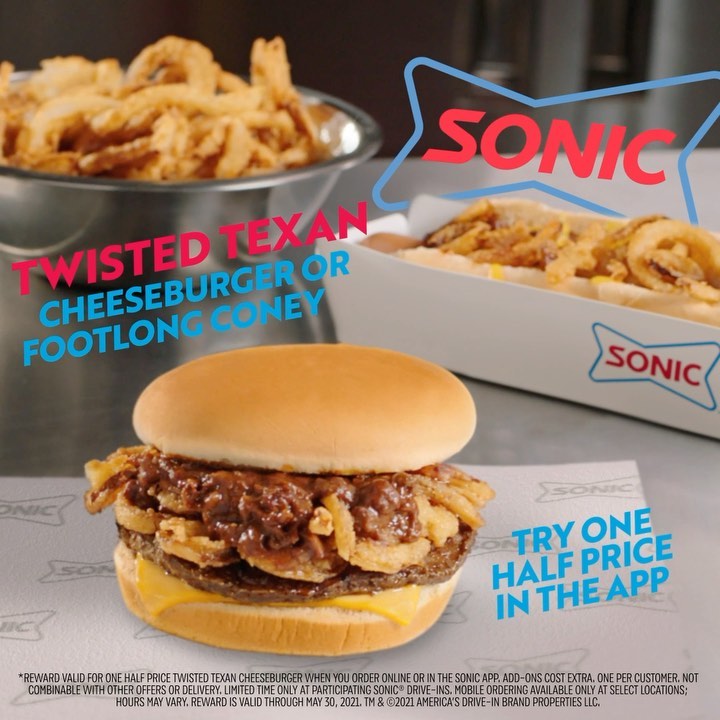 SONIC
TWISTED TEXAN
CHEESEBURGER OR
FOOTLONG CONEY
SONIC
TRY ONE
HALF PRICE
IN THE APP
SONIC
SONIC
*REWARD VALID FOR ONE HALF PRICE TWISTED TEXAN CHEESEBURGER WHEN YOU ORDER ONLINE OR IN THE SONIC APP. ADD-ONS COST EXTRA. ONE PER CUSTOMER. NOT
COMBINABLE WITH OTHER OFFERS OR DELIVERY. LIMITED TIME ONLY AT PARTICIPATING SONIC® DRIVE-INS. MOBILE ORDERING AVAILABLE ONLY AT SELECT LOCATIONS;
HOURS MAY VARY. REWARD IS VALID THROUGH MAY 30, 2021. TM & ©2021 AMERICA'S DRIVE-IN BRAND PROPERTIES LLC.